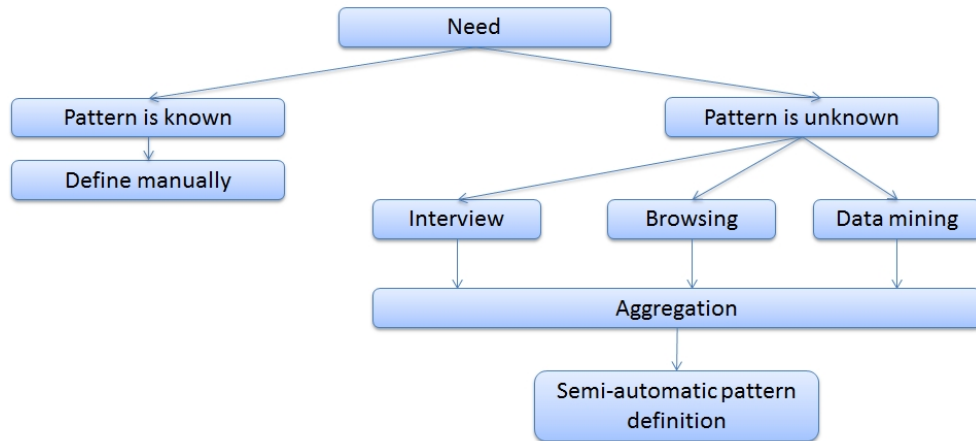 Need
Pattern is known
Pattern is unknown
Define manually
Interview
Browsing
Data mining
Aggregation
Semi-automatic pattern
definition